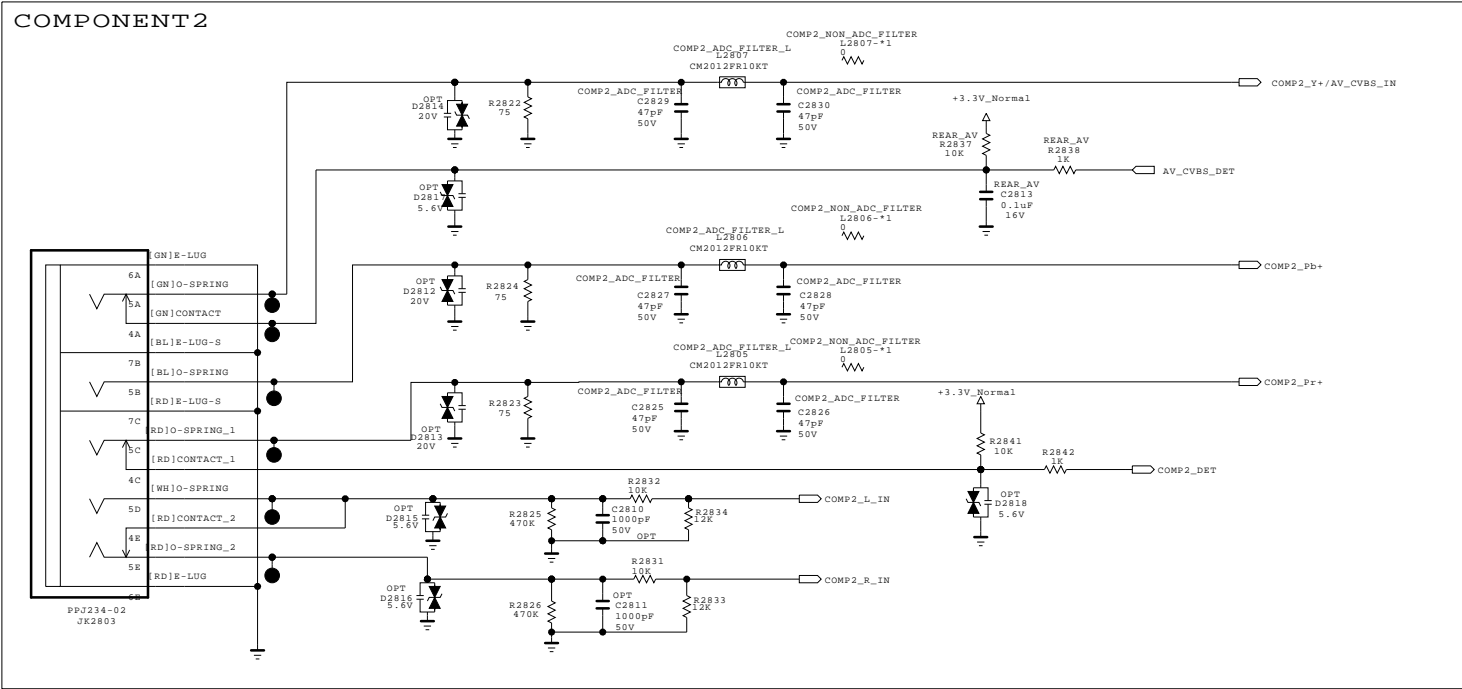 COMPONENT2
COMP2_NON_ADC_FILTER
L2807-*1
0
COMP2_ADC_FILTER_L
L2807
CM2012FR10KT
OPT
D2814
20V
R2822
75
COMP2_ADC_FILTER
C2829
47pF
50V
COMP2_ADC_FILTER
C2830
47pF
50V
COMP2_Y+/AV_CVBS_IN
+3.3V_Normal
REAR_AV
R2837
10K
REAR_AV
R2838
1K
AV_CVBS_DET
OPT
D2817
5.6V
REAR_AV
C2813
0.1uF
16V
COMP2_NON_ADC_FILTER
L2806-*1
0
COMP2_ADC_FILTER_L
L2806
CM2012FR10KT
OPT
D2812
20V
R2824
75
COMP2_ADC_FILTER
C2827
47pF
50V
COMP2_ADC_FILTER
C2828
47pF
50V
COMP2_Pb+
COMP2_NON_ADC_FILTER
L2805-*1
0
COMP2_ADC_FILTER_L
L2805
CM2012FR10KT
OPT
D2813
20V
R2823
75
COMP2_ADC_FILTER
C2825
47pF
50V
COMP2_ADC_FILTER
C2826
47pF
50V
COMP2_Pr+
+3.3V_Normal
R2841
10K
R2842
1K
COMP2_DET
OPT
D2818
5.6V
[GN]E-LUG
6A
[GN]O-SPRING
5A
[GN]CONTACT
4A
[BL]E-LUG-S
7B
[BL]O-SPRING
5B
[RD]E-LUG-S
7C
[RD]O-SPRING_1
5C
[RD]CONTACT_1
4C
[WH]O-SPRING
5D
[RD]CONTACT_2
4E
[RD]O-SPRING_2
5E
[RD]E-LUG
6E
PPJ234-02
JK2803
OPT
D2815
5.6V
R2825
470K
C2810
1000pF
50V
OPT
R2832
10K
R2834
12K
COMP2_L_IN
OPT
D2816
5.6V
R2826
470K
OPT
C2811
1000pF
50V
R2831
10K
R2833
12K
COMP2_R_IN